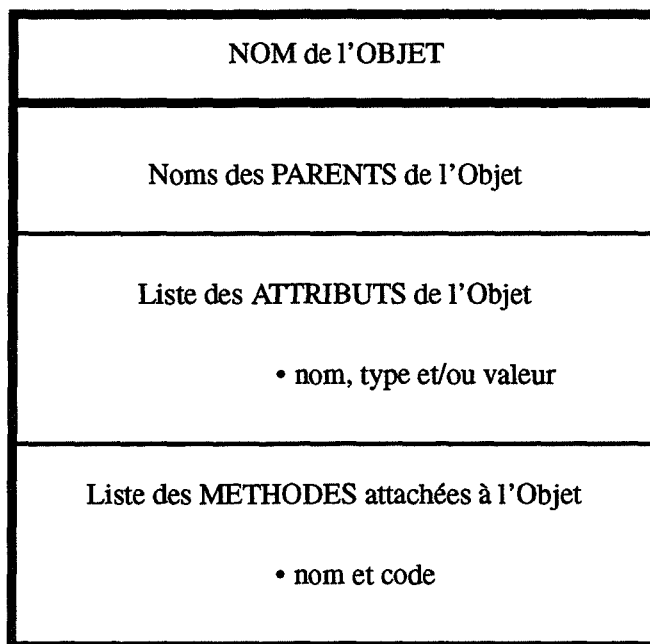 NOM de l'OBJET
Noms des PARENTS de l'Objet
Liste des ATTRIBUTS de l'Objet
• nom, type et/ou valeur
Liste des METHODES attachées à l'Objet
• nom et code